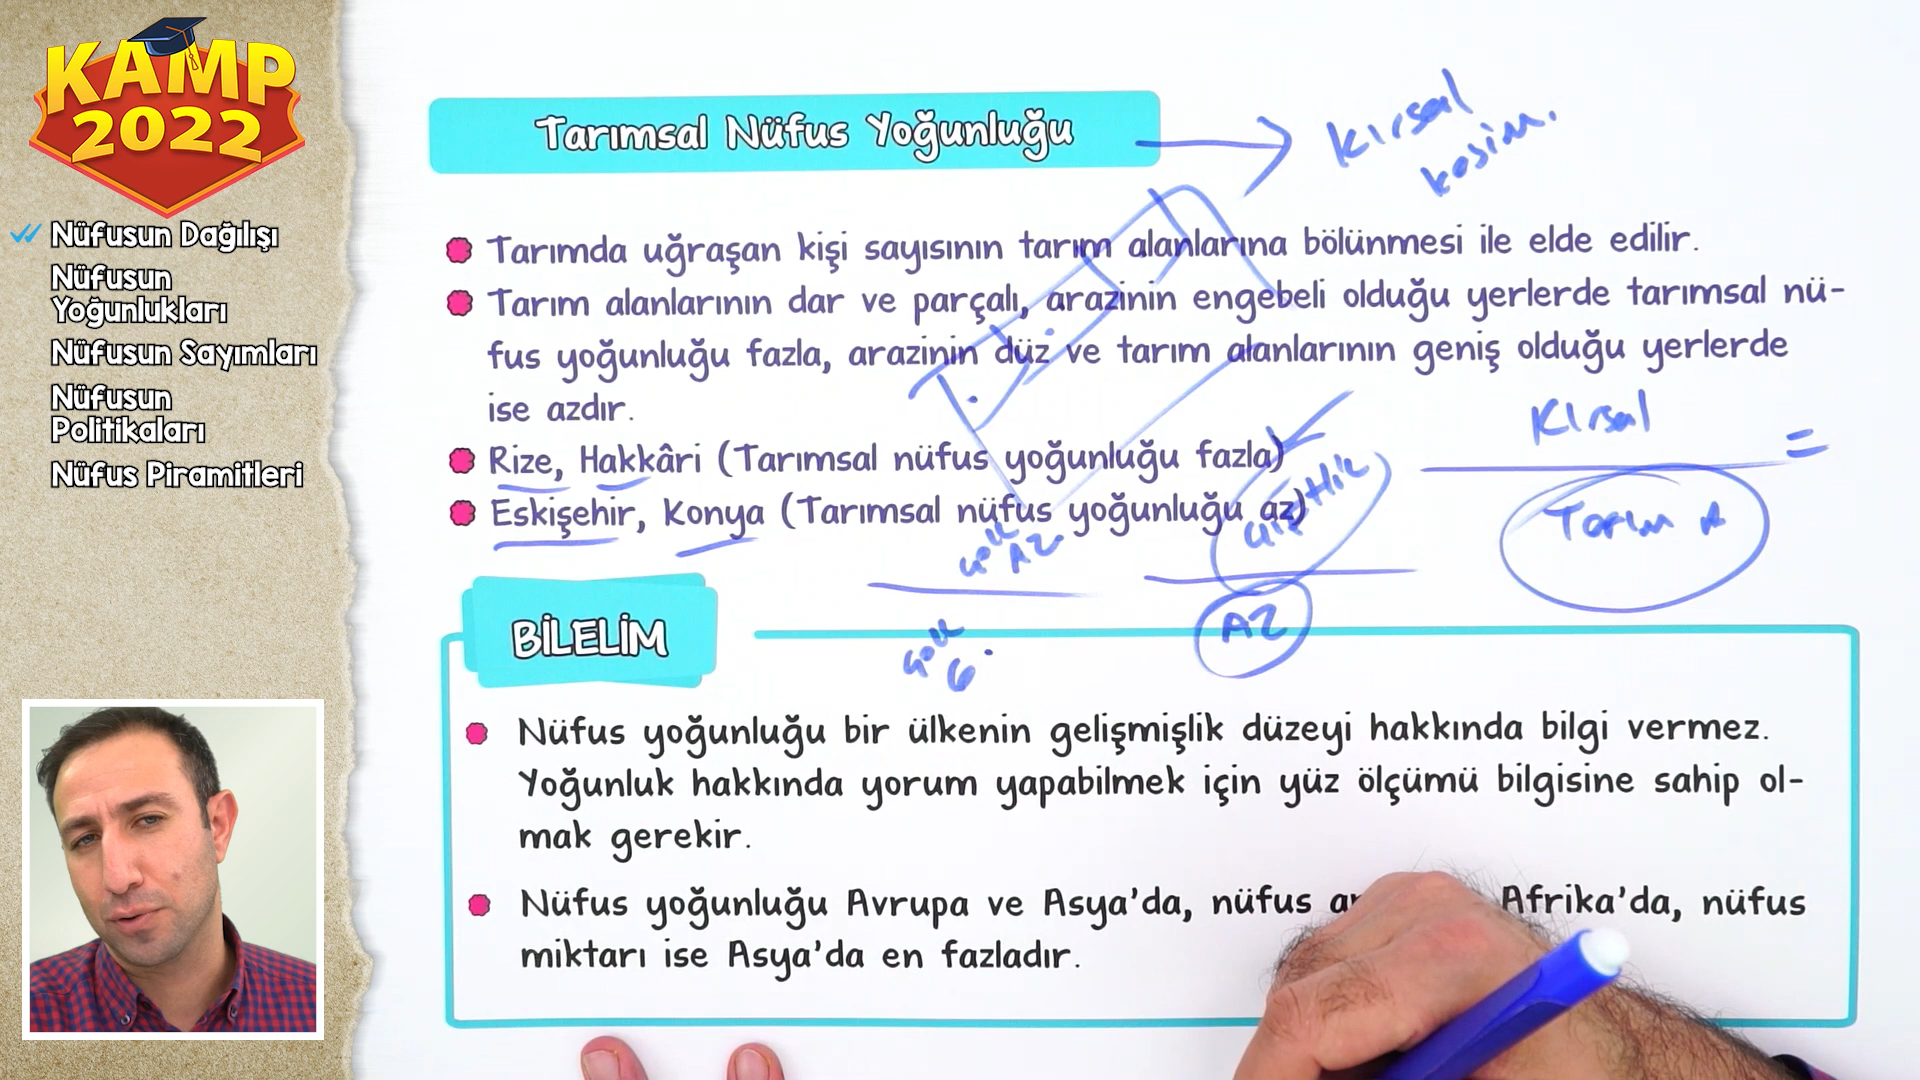 KAMP
2022
Nüfusun Dağılışı
Nüfusun
Yoğunlukları
Nüfusun Sayımları
Nüfusun
Politikaları
Nüfus Piramitleri
Tarımsal Nüfus Yoğunluğu
Kırsal
kesim.
Tarımda uğraşan kişi sayısının tarım alanlarına bölünmesi ile elde edilir.
Tarım alanlarının dar ve parçalı, arazinin engebeli olduğu yerlerde tarımsal nü-
fus yoğunluğu fazla, arazinin düz ve tarım alanlarının geniş olduğu yerlerde
ise azdır.
Rize, Hakkâri (Tarımsal nüfus yoğunluğu fazla)
Eskişehir, Konya (Tarımsal nüfus yoğunluğu az)
Kırsal
=
Tarım A
Çiftçilik
AZ
Çok
AZ.
Çok
G.
BİLELİM
Nüfus yoğunluğu bir ülkenin gelişmişlik düzeyi hakkında bilgi vermez.
Yoğunluk hakkında yorum yapabilmek için yüz ölçümü bilgisine sahip ol-
mak gerekir.
Nüfus yoğunluğu Avrupa ve Asya'da, nüfus Afrika'da, nüfus
miktarı ise Asya'da en fazladır.